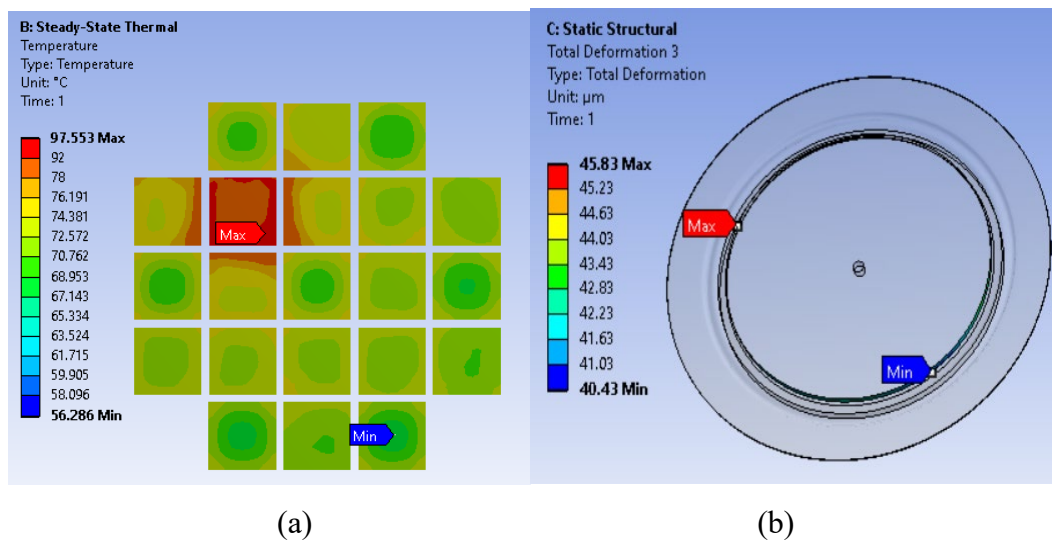 B: Steady-State Thermal
Temperature
Type: Temperature
Unit: °C
Time: 1
97.553 Max
92
78
76.191
74.381
72.572
70.762
68.953
67.143
65.334
63.524
61.715
59.905
58.096
56.286 Min
Max
Min
(a)
C: Static Structural
Total Deformation 3
Type: Total Deformation
Unit: µm
Time: 1
45.83 Max
45.23
44.63
44.03
43.43
42.83
42.23
41.63
41.03
40.43 Min
Max
Min
(b)